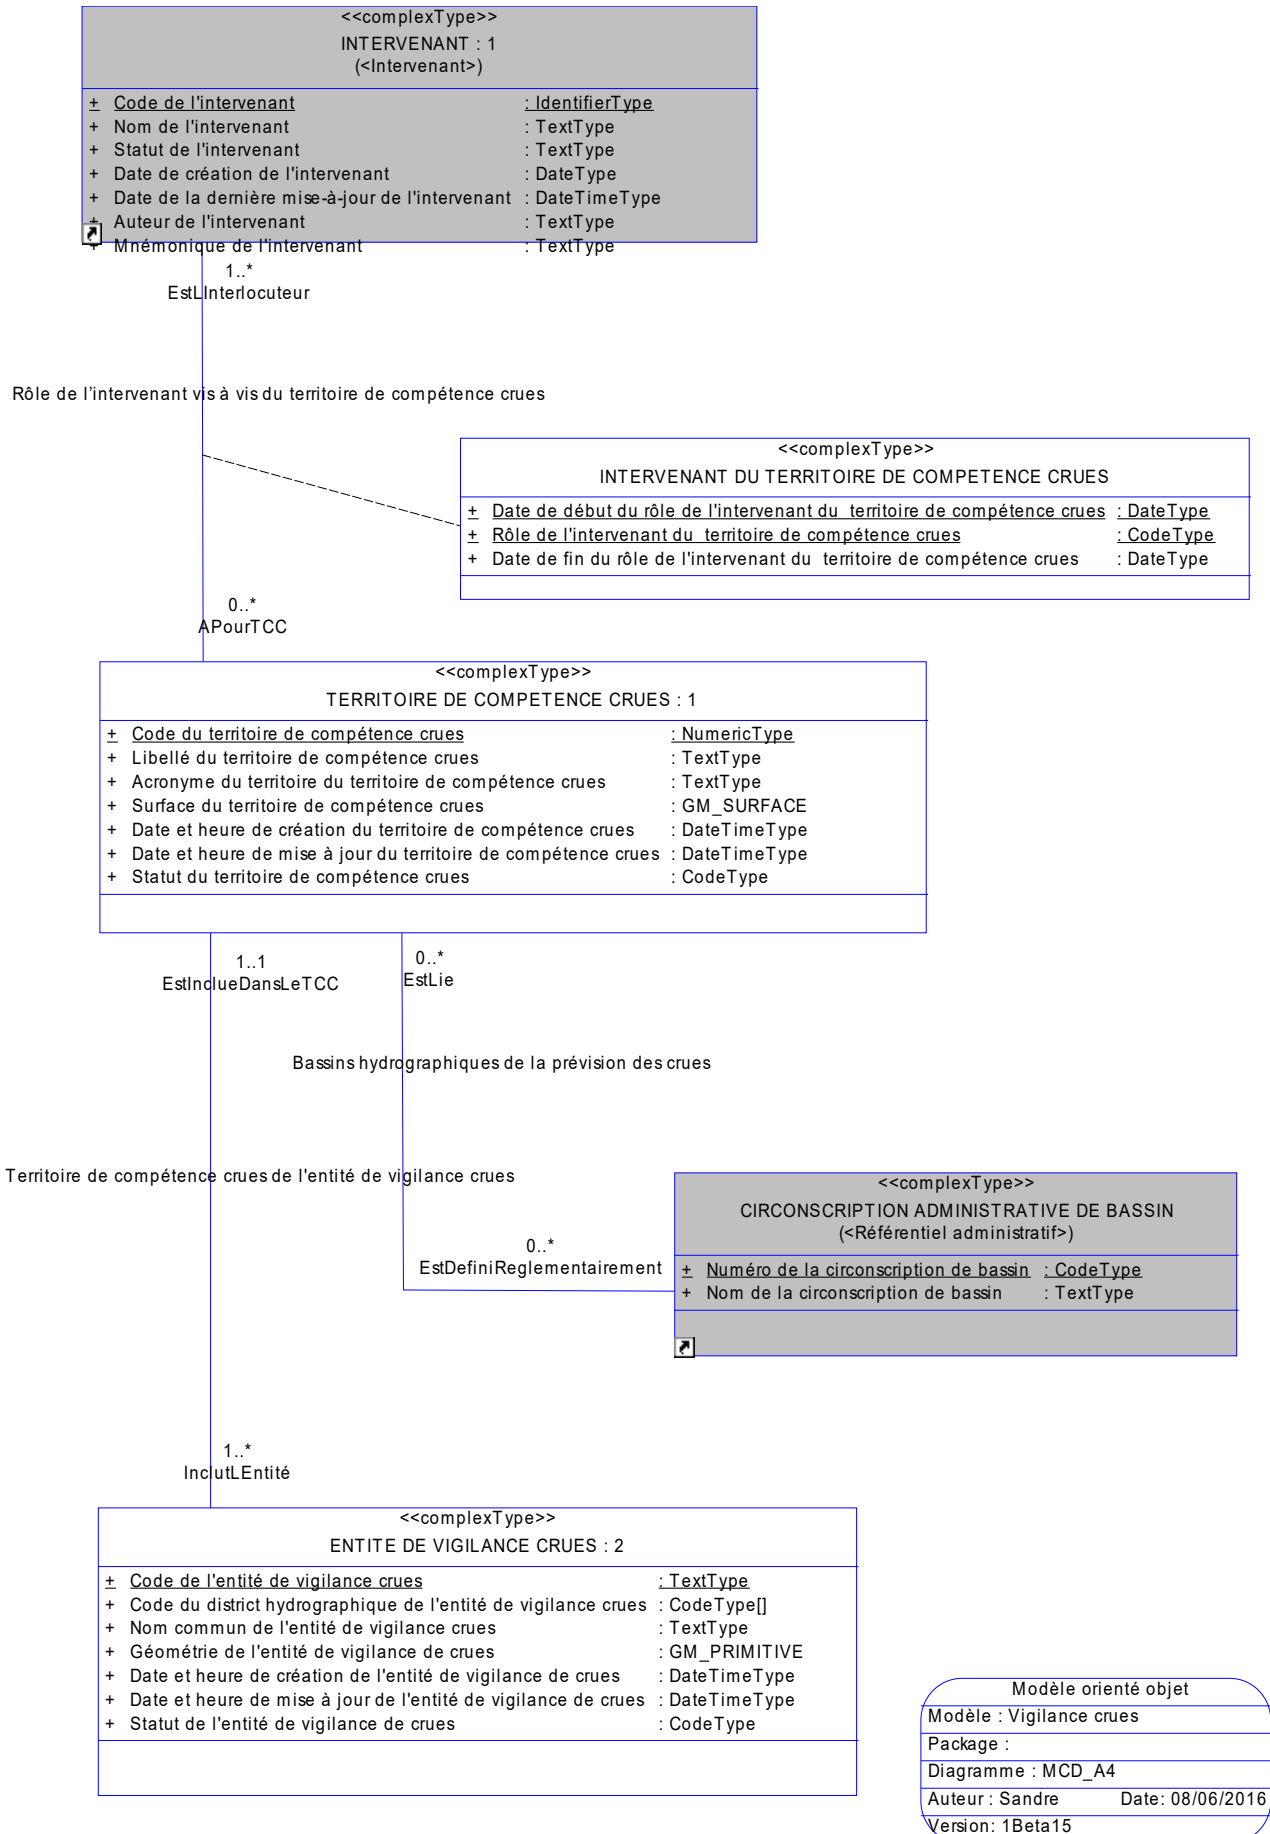 <<complexType>>
INTERVENANT : 1
(<Intervenant>)
+ Code de l'intervenant : IdentifierType
+ Nom de l'intervenant : TextType
+ Statut de l'intervenant : TextType
+ Date de création de l'intervenant : DateType
+ Date de la dernière mise-à-jour de l'intervenant : DateTimeType
+ Auteur de l'intervenant : TextType
+ Mnémonique de l'intervenant : TextType
1..*
EstLInterlocuteur
Rôle de l'intervenant vis à vis du territoire de compétence crues
<<complexType>>
INTERVENANT DU TERRITOIRE DE COMPETENCE CRUES
+ Date de début du rôle de l'intervenant du territoire de compétence crues : DateType
+ Rôle de l'intervenant du territoire de compétence crues : CodeType
+ Date de fin du rôle de l'intervenant du territoire de compétence crues : DateType
0..*
APourTCC
<<complexType>>
TERRITOIRE DE COMPETENCE CRUES : 1
+ Code du territoire de compétence crues : NumericType
+ Libellé du territoire de compétence crues : TextType
+ Acronyme du territoire du territoire de compétence crues : TextType
+ Surface du territoire de compétence crues : GM_SURFACE
+ Date et heure de création du territoire de compétence crues : DateTimeType
+ Date et heure de mise à jour du territoire de compétence crues : DateTimeType
+ Statut du territoire de compétence crues : CodeType
1..1
EstInclueDansLeTCC
0..*
EstLie
Bassins hydrographiques de la prévision des crues
Territoire de compétence crues de l'entité de vigilance crues
<<complexType>>
CIRCONSCRIPTION ADMINISTRATIVE DE BASSIN
(<Référentiel administratif>)
+ Numéro de la circonscription de bassin : CodeType
+ Nom de la circonscription de bassin : TextType
0..*
EstDefiniReglementairement
1..*
InclutLEntité
<<complexType>>
ENTITE DE VIGILANCE CRUES : 2
+ Code de l'entité de vigilance crues : TextType
+ Code du district hydrographique de l'entité de vigilance crues : CodeType[]
+ Nom commun de l'entité de vigilance crues : TextType
+ Géométrie de l'entité de vigilance de crues : GM_PRIMITIVE
+ Date et heure de création de l'entité de vigilance de crues : DateTimeType
+ Date et heure de mise à jour de l'entité de vigilance de crues : DateTimeType
+ Statut de l'entité de vigilance de crues : CodeType
Modèle orienté objet
Modèle : Vigilance crues
Package :
Diagramme : MCD_A4
Auteur : Sandre Date: 08/06/2016
Version: 1Beta15